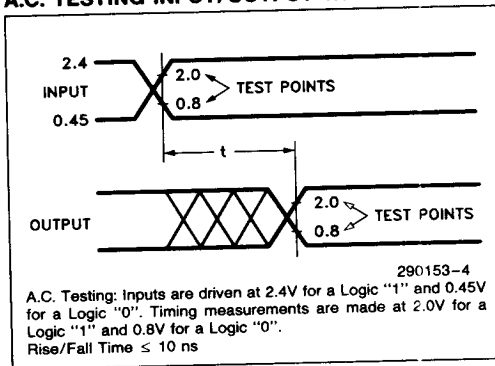 A.C. TESTING INPUT/OUTPUT
2.4
2.0
INPUT
TEST POINTS
0.8
0.45
t
2.0
OUTPUT
TEST POINTS
0.8
290153-4
A.C. Testing: Inputs are driven at 2.4V for a Logic "1" and 0.45V
for a Logic "0". Timing measurements are made at 2.0V for a
Logic "1" and 0.8V for a Logic "0".
Rise/Fall Time ≤ 10 ns